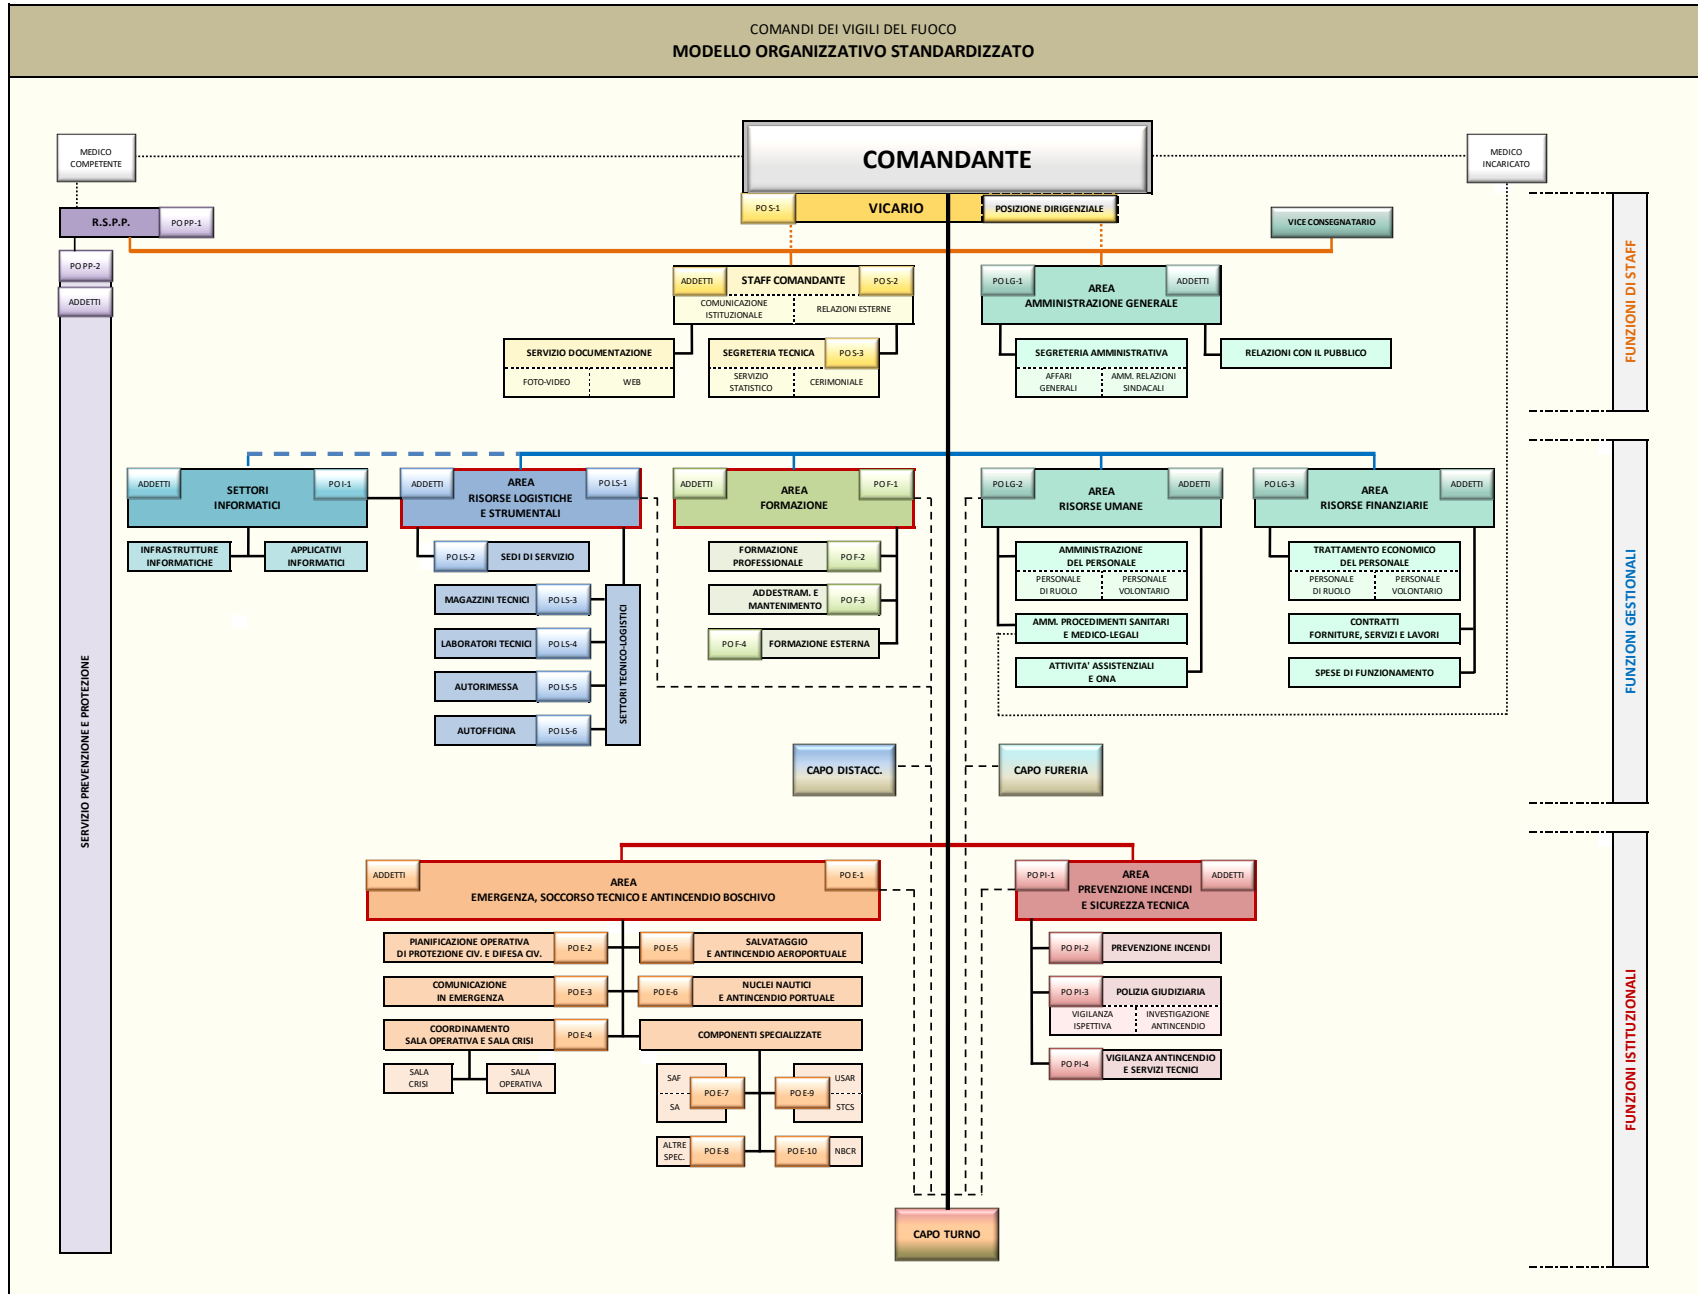 COMANDI DEI VIGILI DEL FUOCO
MODELLO ORGANIZZATIVO STANDARDIZZATO
MEDICO
COMPETENTE
COMANDANTE
MEDICO
INCARICATO
R.S.P.P.
PO PP-1
PO S-1
VICARIO
POSIZIONE DIRIGENZIALE
VICE CONSEGNATARIO
PO PP-2
ADDETTI
SERVIZIO PREVENZIONE E PROTEZIONE
FUNZIONI DI STAFF
ADDETTI
STAFF COMANDANTE
PO S-2
COMUNICAZIONE
ISTITUZIONALE
RELAZIONI ESTERNE
SERVIZIO DOCUMENTAZIONE
FOTO-VIDEO
WEB
SEGRETERIA TECNICA
PO S-3
SERVIZIO
STATISTICO
CERIMONIALE
PO LG-1
AREA
AMMINISTRAZIONE GENERALE
ADDETTI
SEGRETERIA AMMINISTRATIVA
AFFARI
GENERALI
AMM. RELAZIONI
SINDACALI
RELAZIONI CON IL PUBBLICO
FUNZIONI GESTIONALI
ADDETTI
SETTORI
INFORMATICI
PO I-1
INFRASTRUTTURE
INFORMATICHE
APPLICATIVI
INFORMATICI
ADDETTI
AREA
RISORSE LOGISTICHE
E STRUMENTALI
PO LS-1
PO LS-2
SEDI DI SERVIZIO
MAGAZZINI TECNICI
PO LS-3
LABORATORI TECNICI
PO LS-4
AUTORIMESSA
PO LS-5
AUTOFFICINA
PO LS-6
SETTORI TECNICO-LOGISTICI
ADDETTI
AREA
FORMAZIONE
PO F-1
FORMAZIONE
PROFESSIONALE
PO F-2
ADDESTRAM. E
MANTENIMENTO
PO F-3
PO F-4
FORMAZIONE ESTERNA
PO LG-2
AREA
RISORSE UMANE
ADDETTI
AMMINISTRAZIONE
DEL PERSONALE
PERSONALE
DI RUOLO
PERSONALE
VOLONTARIO
AMM. PROCEDIMENTI SANITARI
E MEDICO-LEGALI
ATTIVITA' ASSISTENZIALI
E ONA
PO LG-3
AREA
RISORSE FINANZIARIE
ADDETTI
TRATTAMENTO ECONOMICO
DEL PERSONALE
PERSONALE
DI RUOLO
PERSONALE
VOLONTARIO
CONTRATTI
FORNITURE, SERVIZI E LAVORI
SPESE DI FUNZIONAMENTO
CAPO DISTACC.
CAPO FURERIA
FUNZIONI ISTITUZIONALI
ADDETTI
AREA
EMERGENZA, SOCCORSO TECNICO E ANTINCENDIO BOSCHIVO
PO E-1
PIANIFICAZIONE OPERATIVA
DI PROTEZIONE CIV. E DIFESA CIV.
PO E-2
PO E-5
SALVATAGGIO
E ANTINCENDIO AEROPORTUALE
COMUNICAZIONE
IN EMERGENZA
PO E-3
PO E-6
NUCLEI NAUTICI
E ANTINCENDIO PORTUALE
COORDINAMENTO
SALA OPERATIVA E SALA CRISI
PO E-4
COMPONENTI SPECIALIZZATE
SALA
CRISI
SALA
OPERATIVA
SAF
SA
PO E-7
PO E-9
USAR
STCS
ALTRE
SPEC.
PO E-8
PO E-10
NBCR
PO PI-1
AREA
PREVENZIONE INCENDI
E SICUREZZA TECNICA
ADDETTI
PO PI-2
PREVENZIONE INCENDI
PO PI-3
POLIZIA GIUDIZIARIA
VIGILANZA
ISPETTIVA
INVESTIGAZIONE
ANTINCENDIO
PO PI-4
VIGILANZA ANTINCENDIO
E SERVIZI TECNICI
CAPO TURNO